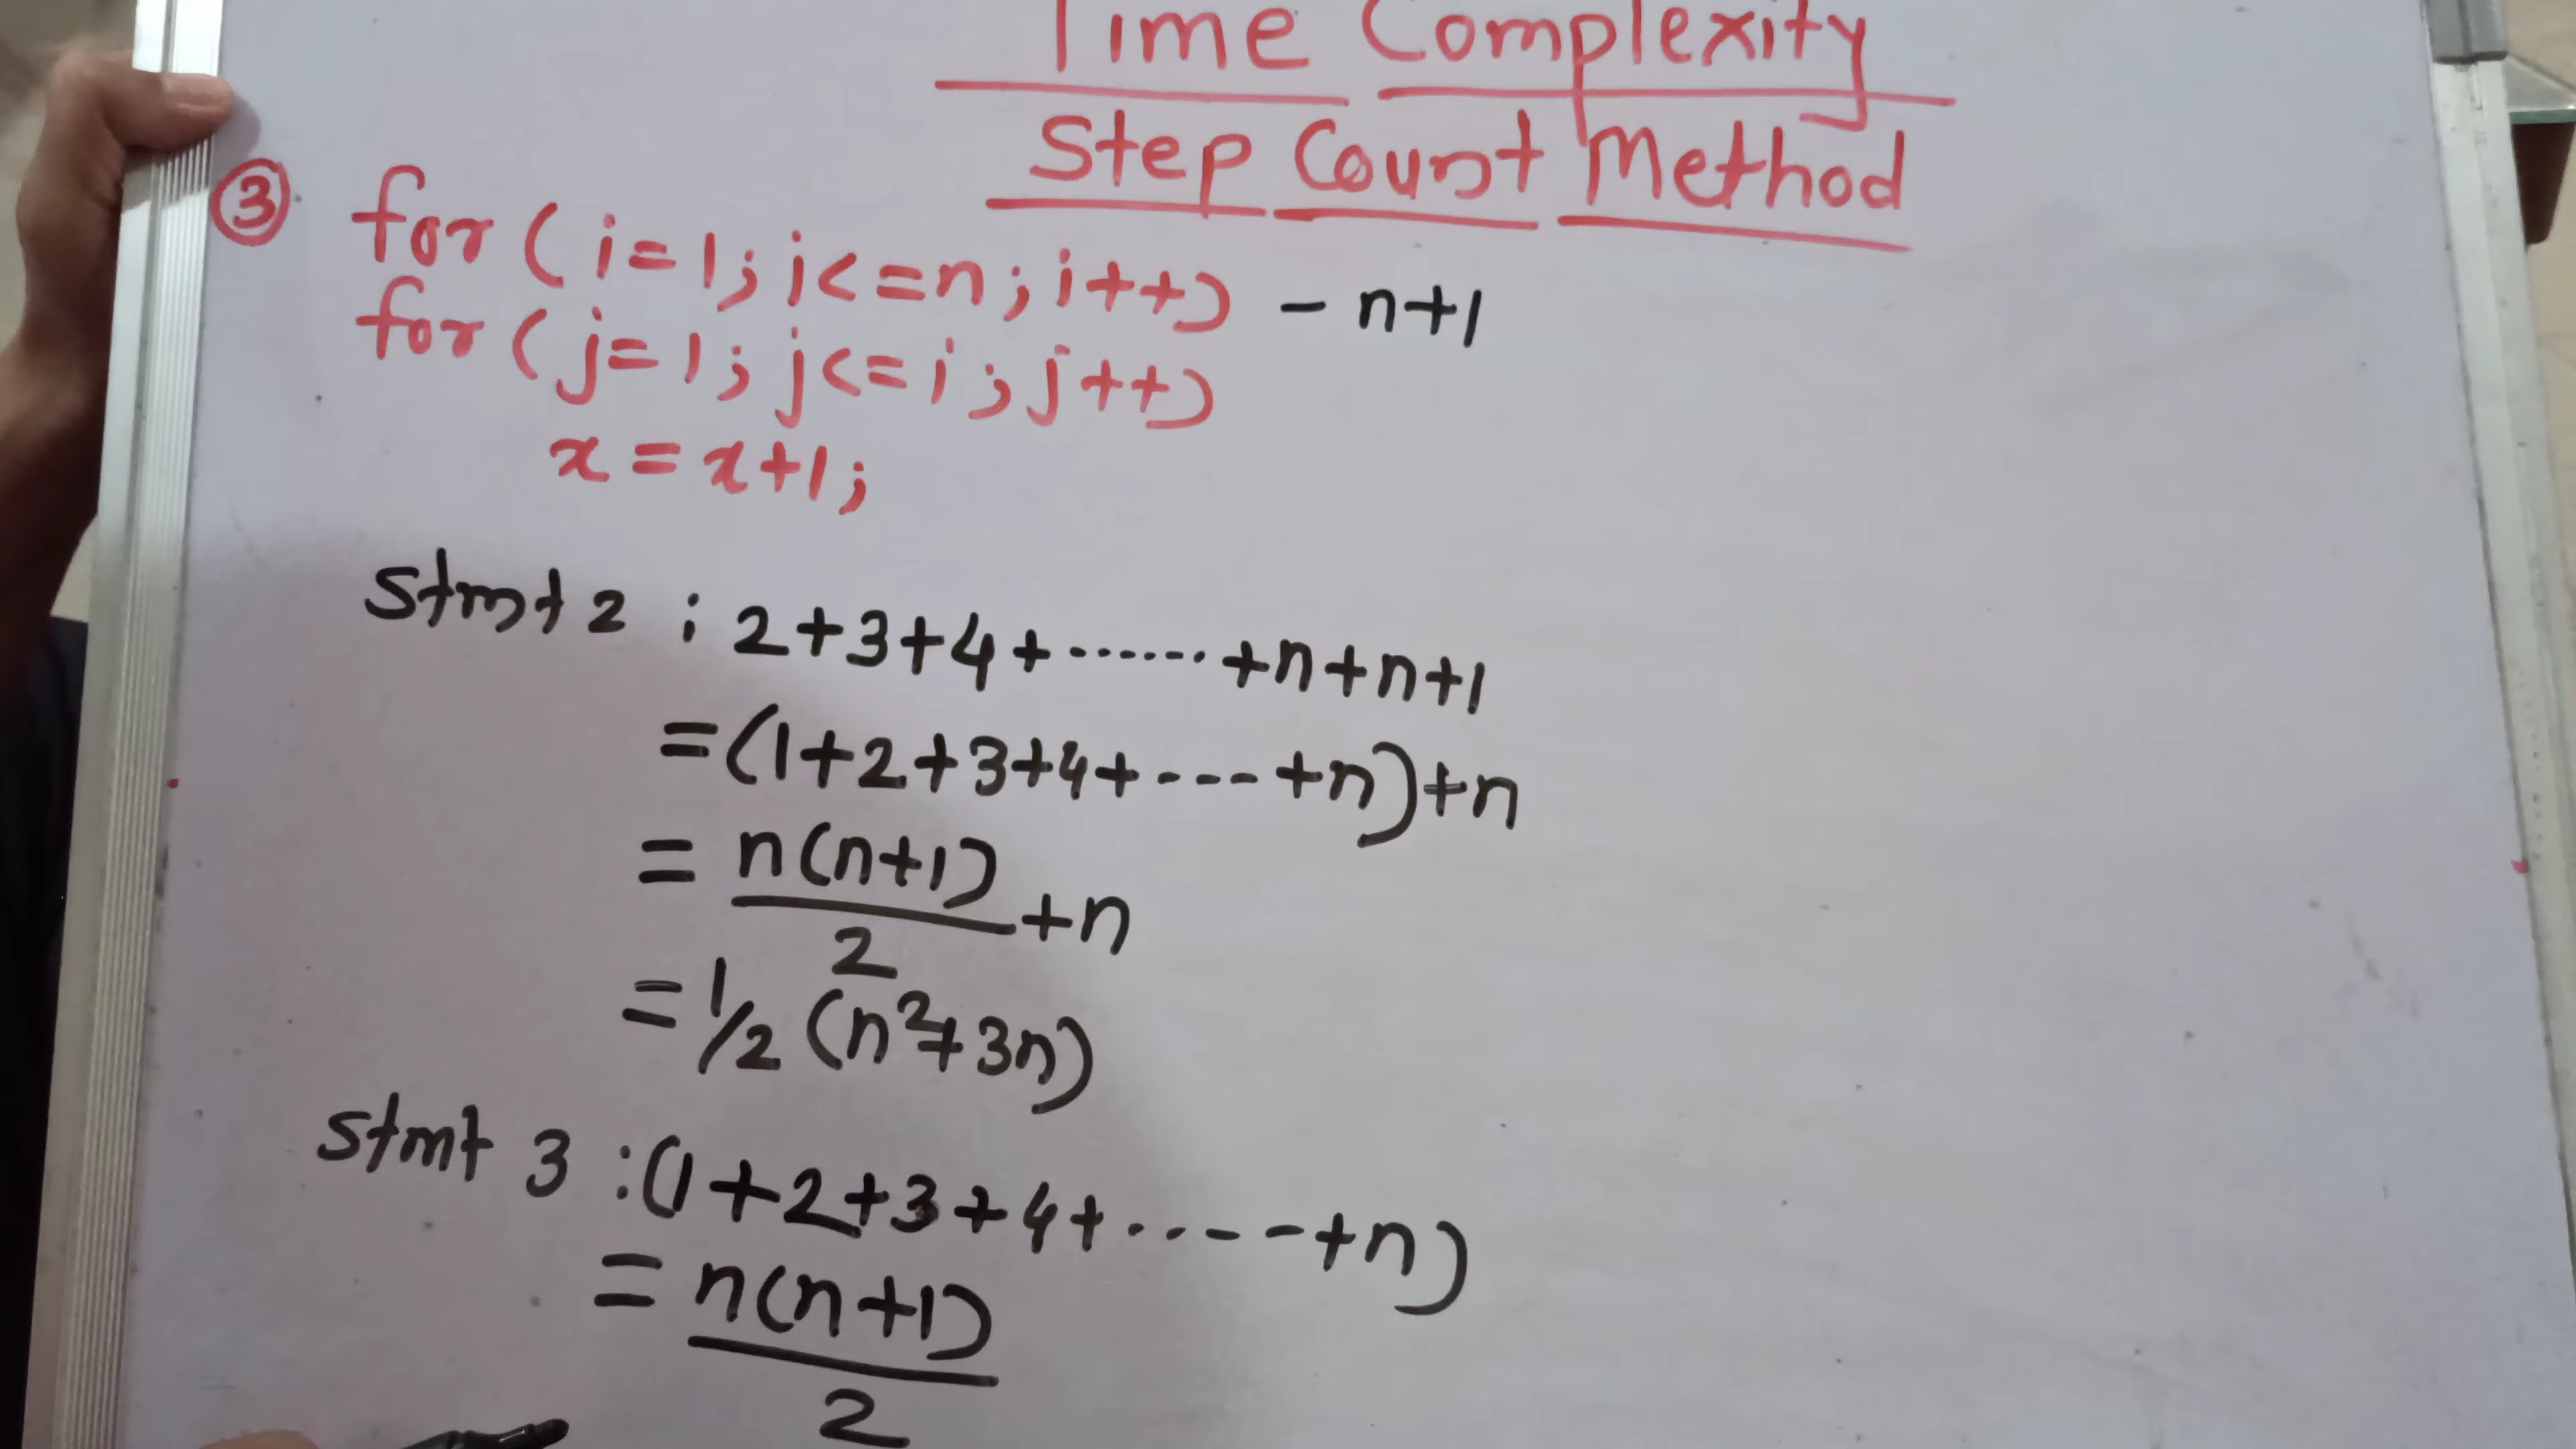 Time Complexity
Step Count Method
③ for (i=1; i<=n; i++) - n+1
for (j=1; j<=i; j++)
x = x+1;
stmt 2 : 2+3+4+......+n+n+1
=(1+2+3+4+----+n)+n
= n(n+1)/2 +n
= 1/2 (n²+3n)
stmt 3 :(1+2+3+4+.....+n)
= n(n+1)/2